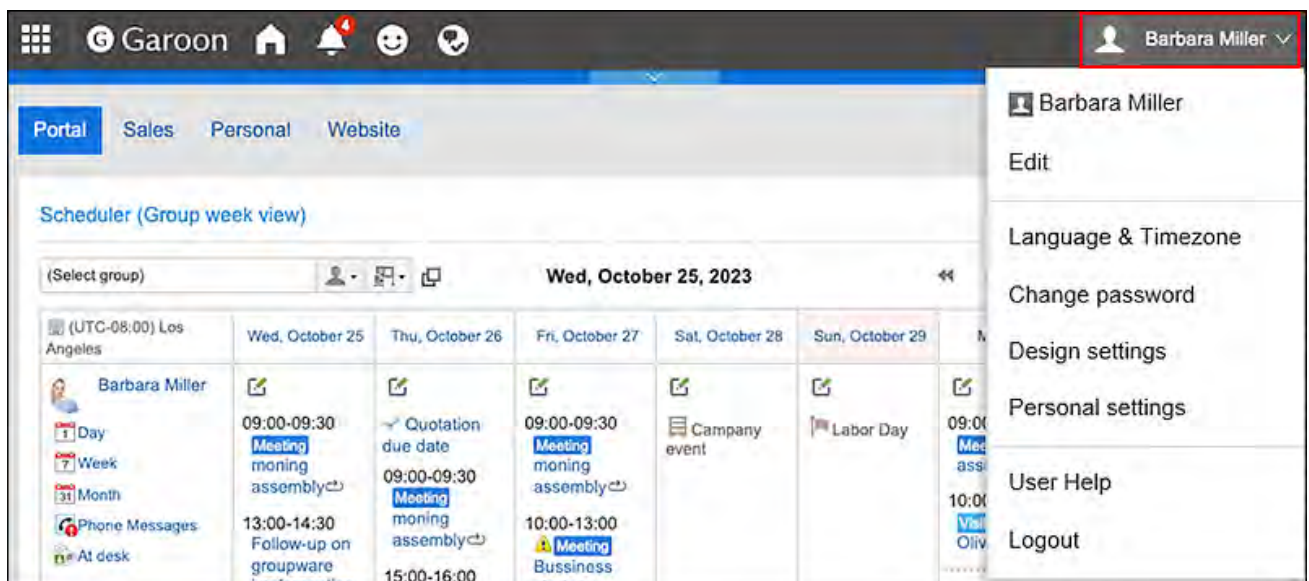 Garoon 4 Barbara Miller
Portal Sales Personal Website
Barbara Miller
Edit
Language & Timezone
Change password
Design settings
Personal settings
User Help
Logout
Scheduler (Group week view)
(Select group) Wed, October 25, 2023
(UTC-08:00) Los
Angeles
Wed, October 25
Thu, October 26
Fri, October 27
Sat, October 28
Sun, October 29
Barbara Miller
1 Day
7 Week
31 Month
Phone Messages
At desk
09:00-09:30
Meeting
moning
assembly
13:00-14:30
Follow-up on
groupware
Quotation
due date
09:00-09:30
Meeting
moning
assembly
15:00-16:00
09:00-09:30
Meeting
moning
assembly
10:00-13:00
Meeting
Bussiness
Campany
event
Labor Day